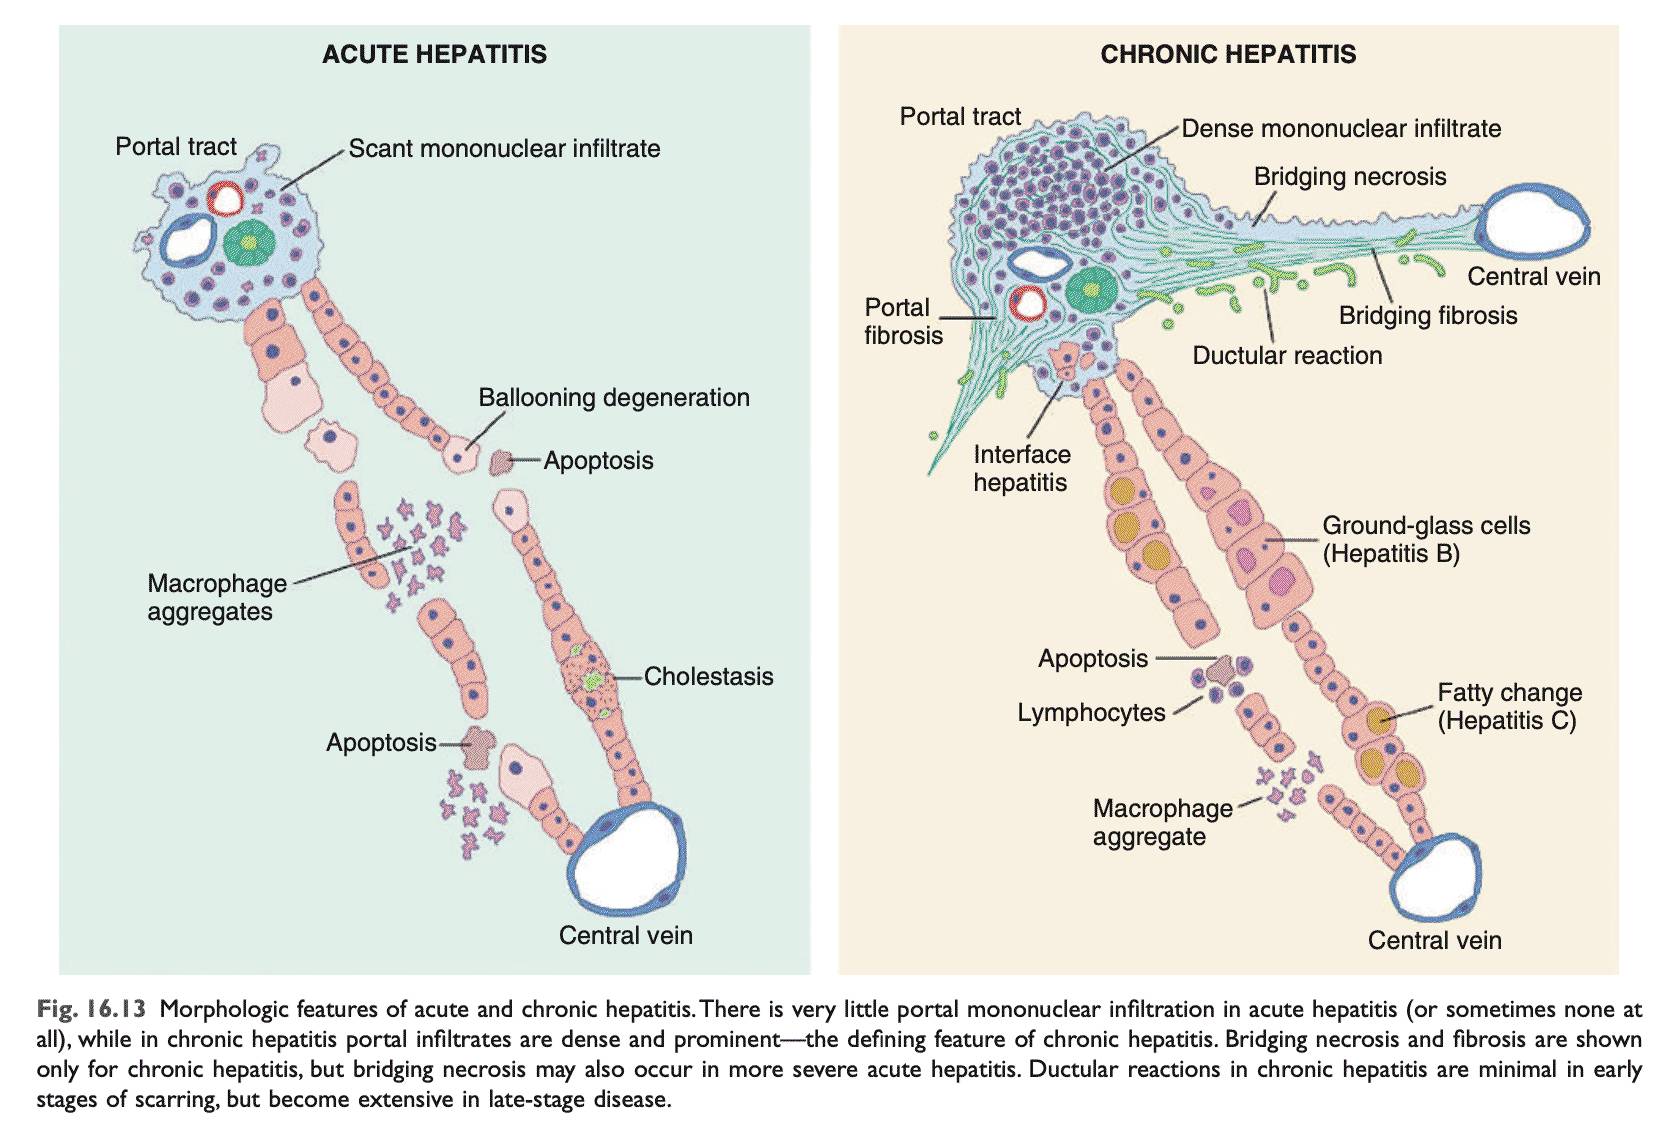 ACUTE HEPATITIS
Portal tract
Scant mononuclear infiltrate
Ballooning degeneration
Apoptosis
Macrophage
aggregates
Cholestasis
Apoptosis
Central vein
CHRONIC HEPATITIS
Portal tract
Dense mononuclear infiltrate
Bridging necrosis
Central vein
Portal
fibrosis
Bridging fibrosis
Ductular reaction
Interface
hepatitis
Ground-glass cells
(Hepatitis B)
Apoptosis
Lymphocytes
Fatty change
(Hepatitis C)
Macrophage
aggregate
Central vein
Fig. 16.13 Morphologic features of acute and chronic hepatitis. There is very little portal mononuclear infiltration in acute hepatitis (or sometimes none at
all), while in chronic hepatitis portal infiltrates are dense and prominent—the defining feature of chronic hepatitis. Bridging necrosis and fibrosis are shown
only for chronic hepatitis, but bridging necrosis may also occur in more severe acute hepatitis. Ductular reactions in chronic hepatitis are minimal in early
stages of scarring, but become extensive in late-stage disease.